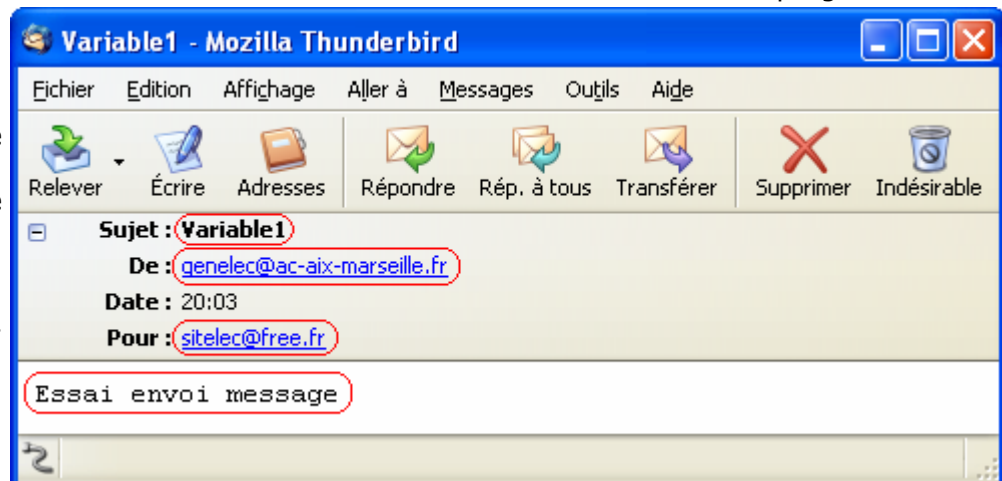 Variable1 - Mozilla Thunderbird
Fichier Edition Affichage Aller à Messages Outils Aide
Relever Écrire Adresses Répondre Rép. à tous Transférer Supprimer Indésirable
Sujet : Variable1
De : genelec@ac-aix-marseille.fr
Date : 20:03
Pour : sitelec@free.fr
Essai envoi message